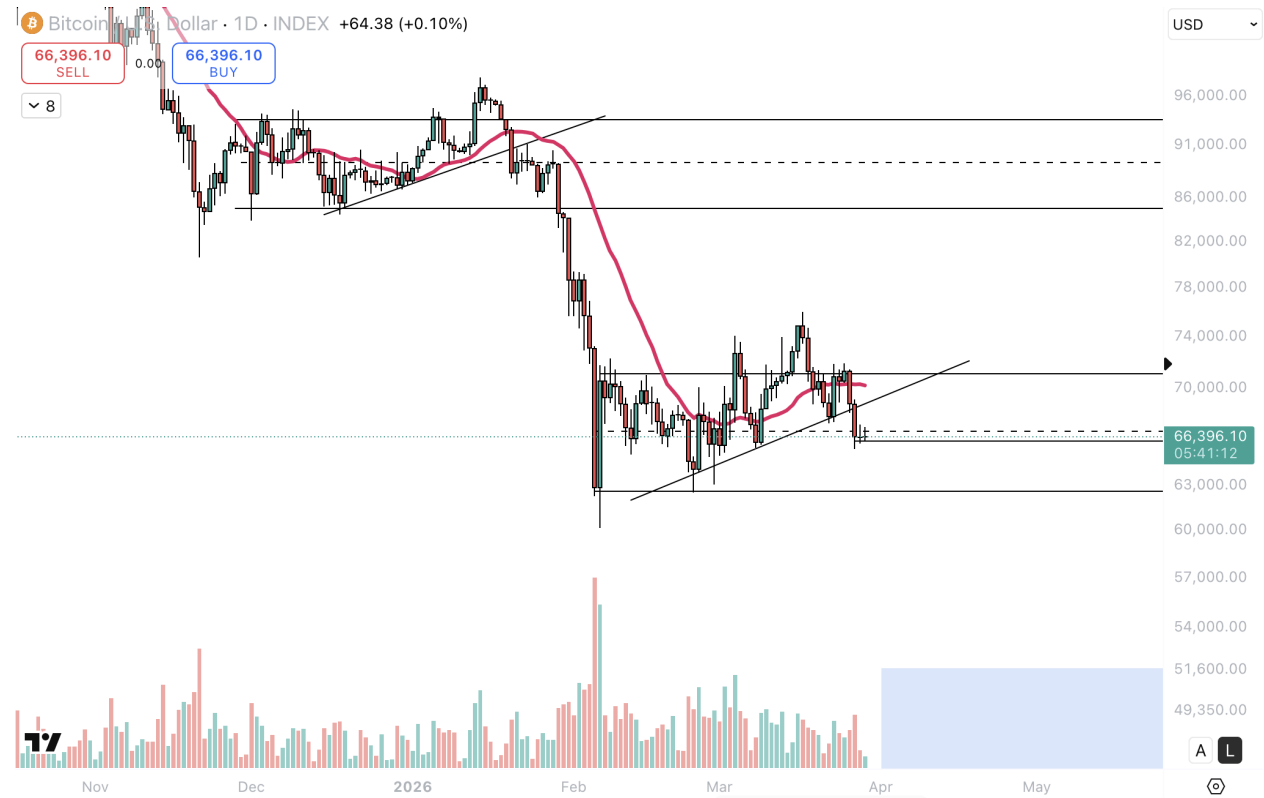 Bitcoin / U.S. Dollar · 1D · INDEX +64.38 (+0.10%)
USD
66,396.10
SELL
0.00
66,396.10
BUY
8
96,000.00
91,000.00
86,000.00
82,000.00
78,000.00
74,000.00
70,000.00
66,396.10
05:41:12
63,000.00
60,000.00
57,000.00
54,000.00
51,600.00
49,350.00
A
L
Nov
Dec
2026
Feb
Mar
Apr
May